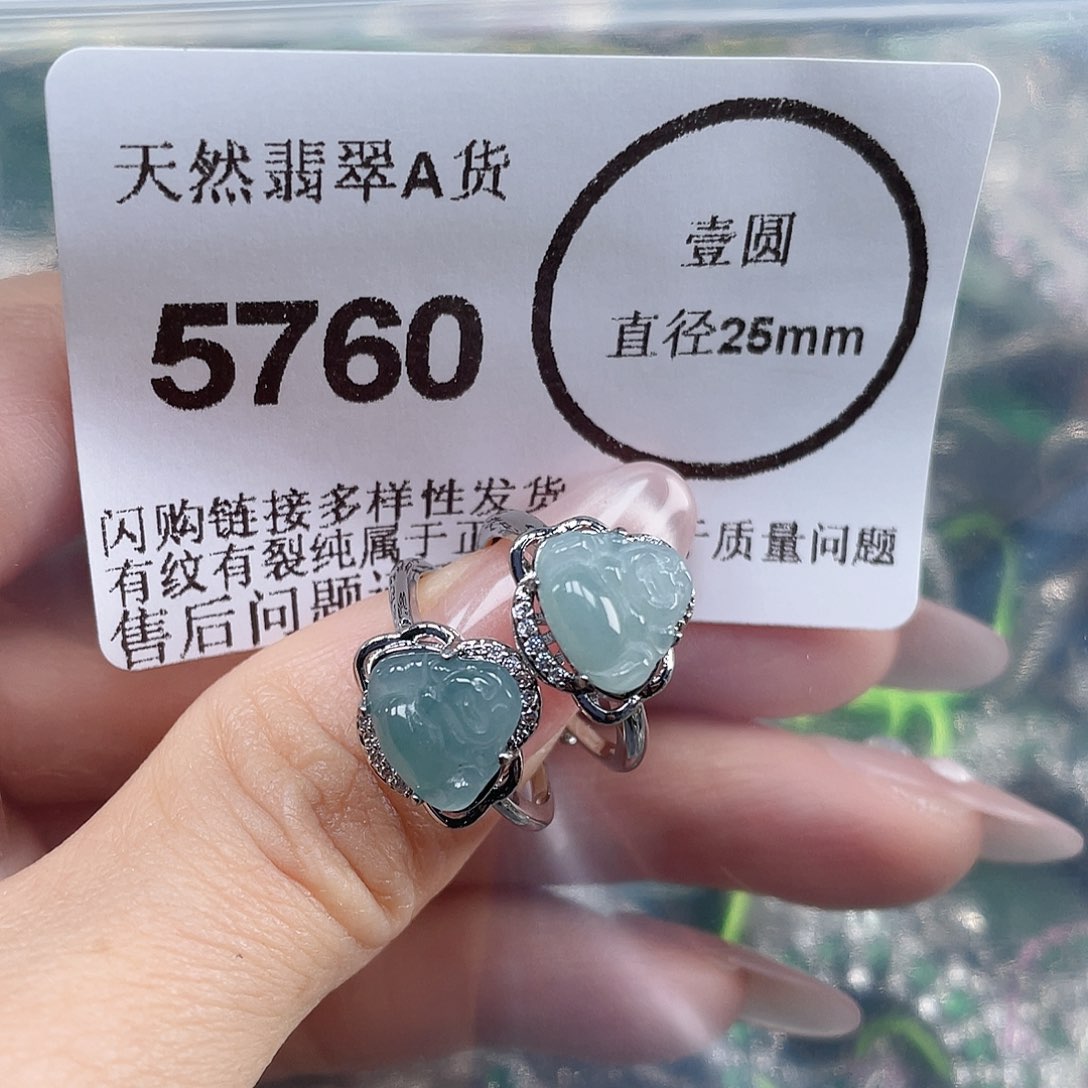 天然翡翠A货
5760
壹圆
直径25mm
闪购链接多样性发货
有纹有裂纯属于正 于质量问题
售后问题